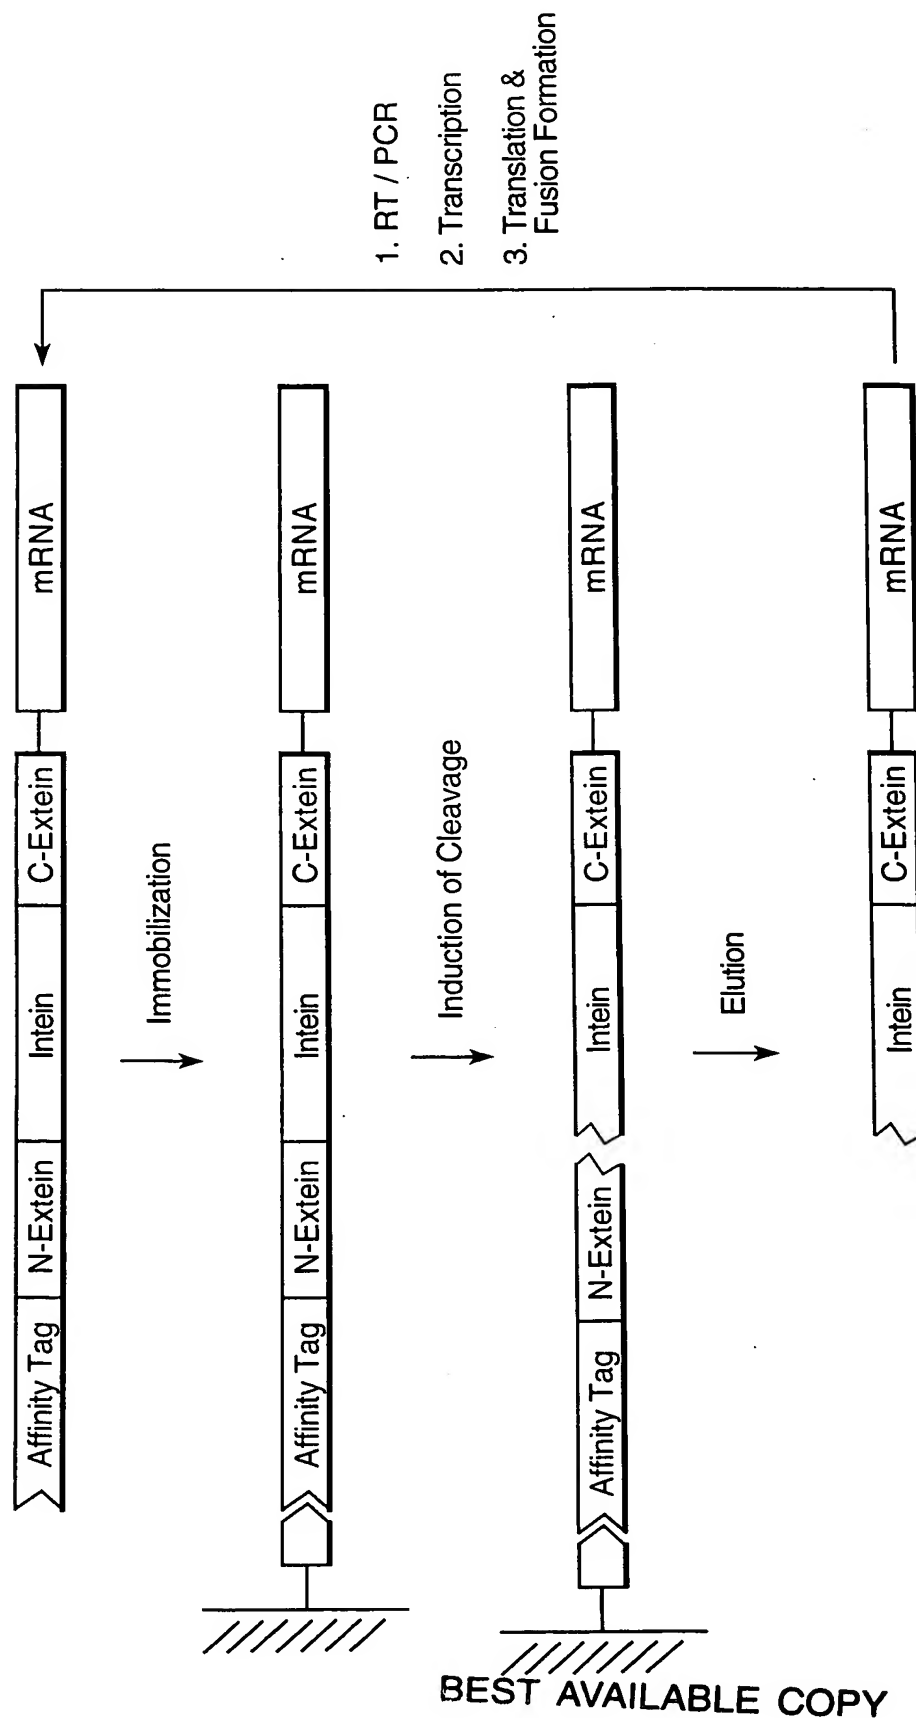 Affinity Tag N-Extein Intein C-Extein mRNA
Immobilization
Affinity Tag N-Extein Intein C-Extein mRNA
Induction of Cleavage
Affinity Tag N-Extein Intein C-Extein mRNA
Elution
Intein C-Extein mRNA
1. RT / PCR
2. Transcription
3. Translation &
Fusion Formation
BEST AVAILABLE COPY